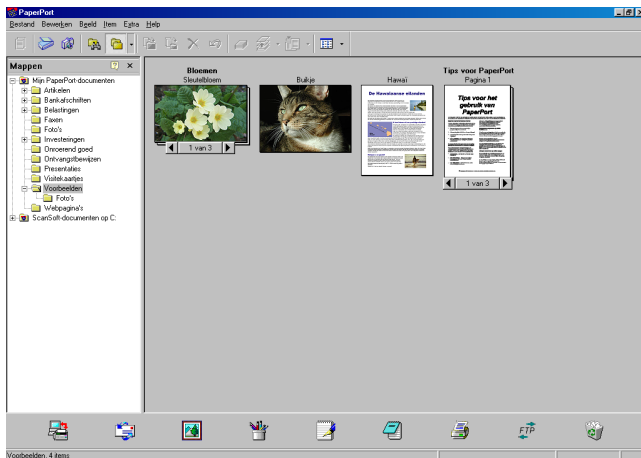 PaperPort
Bestand Bewerken Beeld Item Extra Help
Mappen
Mijn PaperPort-documenten
Artikelen
Bankafschriften
Belastingen
Faxen
Foto's
Investeringen
Onroerend goed
Ontvangstbewijzen
Presentaties
Visitekaartjes
Voorbeelden
Foto's
Webpagina's
ScanSoft-documenten op C:
Bloemen
Sleutelbloem
1 van 3
Buikje
Hawaï
De Hawaiiaanse eilanden
Tips voor PaperPort
Pagina 1
Tips voor het
gebruik van
PaperPort
1 van 3
FTP
Voorbeelden, 4 items